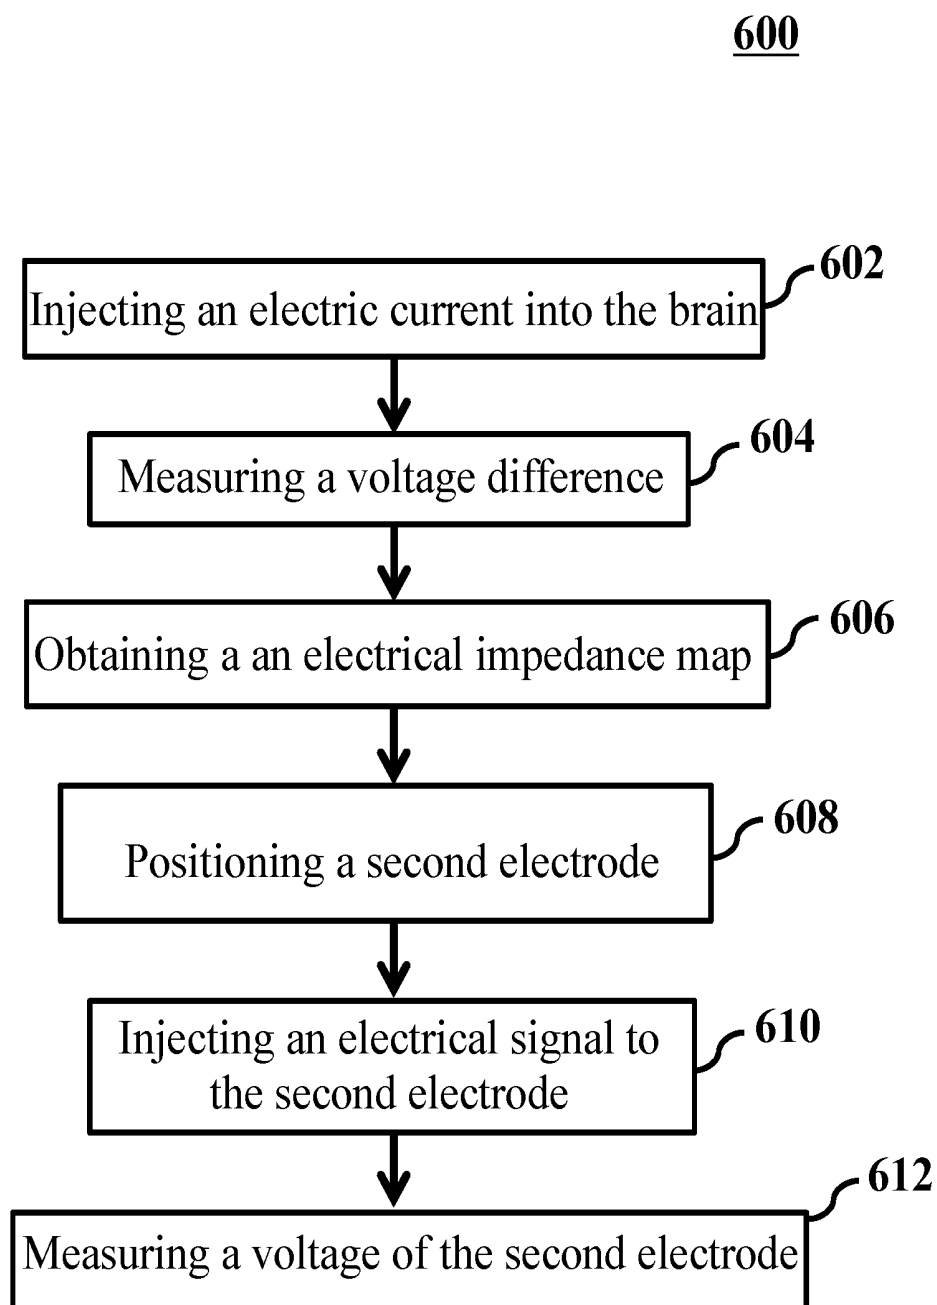 600
602
Injecting an electric current into the brain
604
Measuring a voltage difference
606
Obtaining a an electrical impedance map
608
Positioning a second electrode
610
Injecting an electrical signal to
the second electrode
612
Measuring a voltage of the second electrode